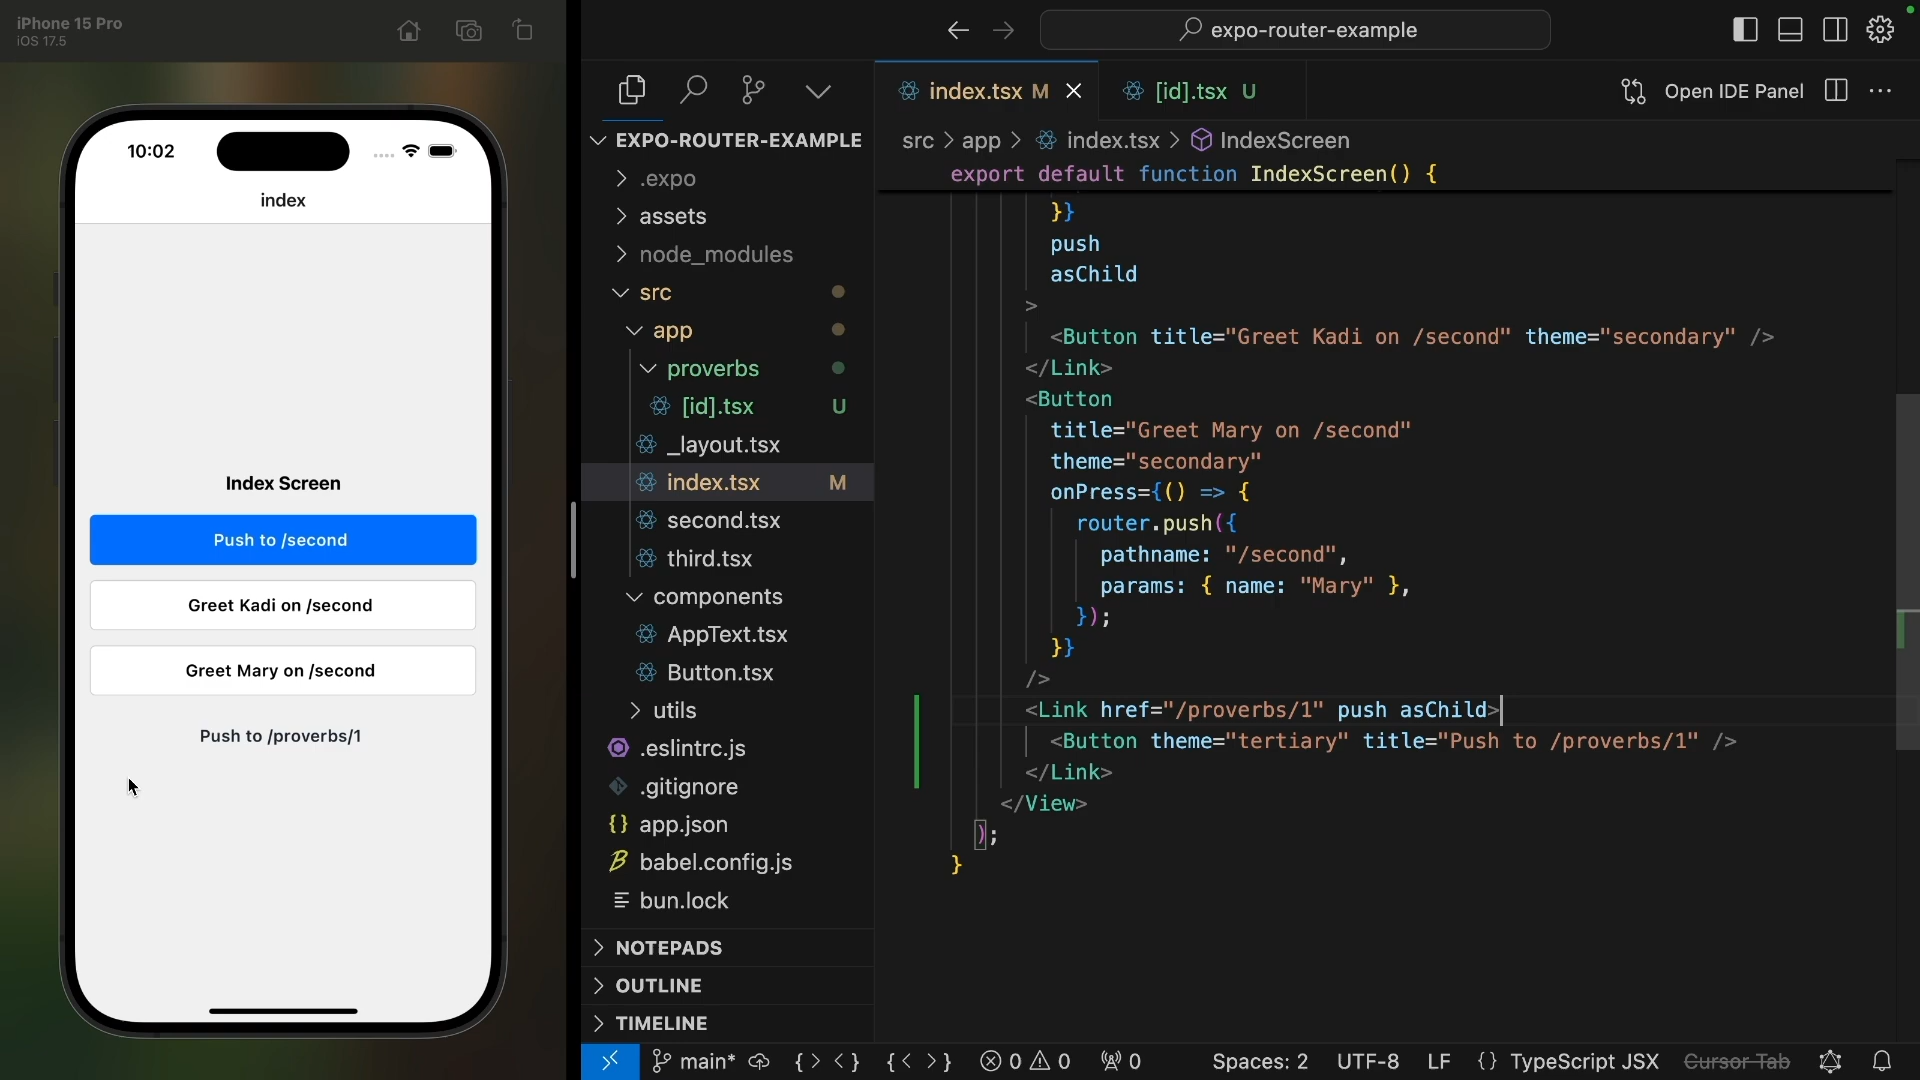 iPhone 15 Pro
iOS 17.5
10:02
index
Index Screen
Push to /second
Greet Kadi on /second
Greet Mary on /second
Push to /proverbs/1
expo-router-example
EXPO-ROUTER-EXAMPLE
.expo
assets
node_modules
src
app
proverbs
[id].tsx U
_layout.tsx
index.tsx M
second.tsx
third.tsx
components
AppText.tsx
Button.tsx
utils
.eslintrc.js
.gitignore
{} app.json
babel.config.js
bun.lock
NOTEPADS
OUTLINE
TIMELINE
index.tsx M
[id].tsx U
Open IDE Panel
src > app > index.tsx > IndexScreen
export default function IndexScreen() {
}}
push
asChild
>
<Button title="Greet Kadi on /second" theme="secondary" />
</Link>
<Button
title="Greet Mary on /second"
theme="secondary"
onPress={() => {
router.push({
pathname: "/second",
params: { name: "Mary" },
});
}}
/>
<Link href="/proverbs/1" push asChild>
<Button theme="tertiary" title="Push to /proverbs/1" />
</Link>
</View>
);
}
main* 0 0 0 Spaces: 2 UTF-8 LF {} TypeScript JSX Cursor Tab